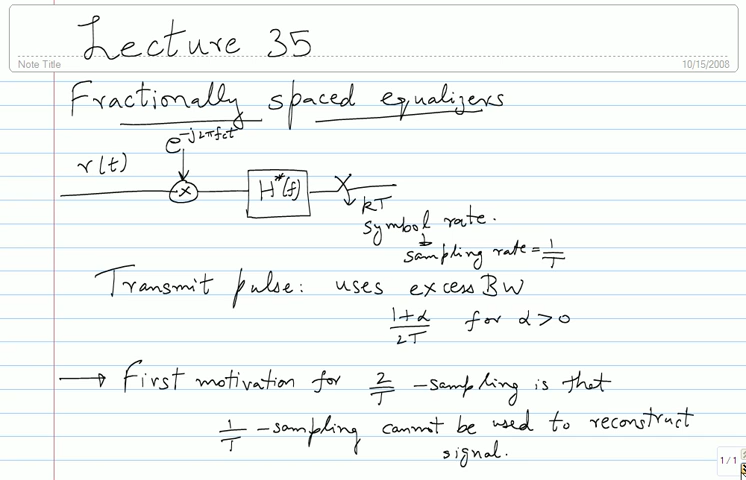 Lecture 35
Note Title
10/15/2008
Fractionally spaced equalizers
e^{-j2πf_ct}
r(t)
×
H*(f)
kT
symbol rate.
sampling rate = 1/T
Transmit pulse: uses excess BW
(1+α)/2T for α>0
→ First motivation for 2/T -sampling is that
1/T -sampling cannot be used to reconstruct
signal.
1/1